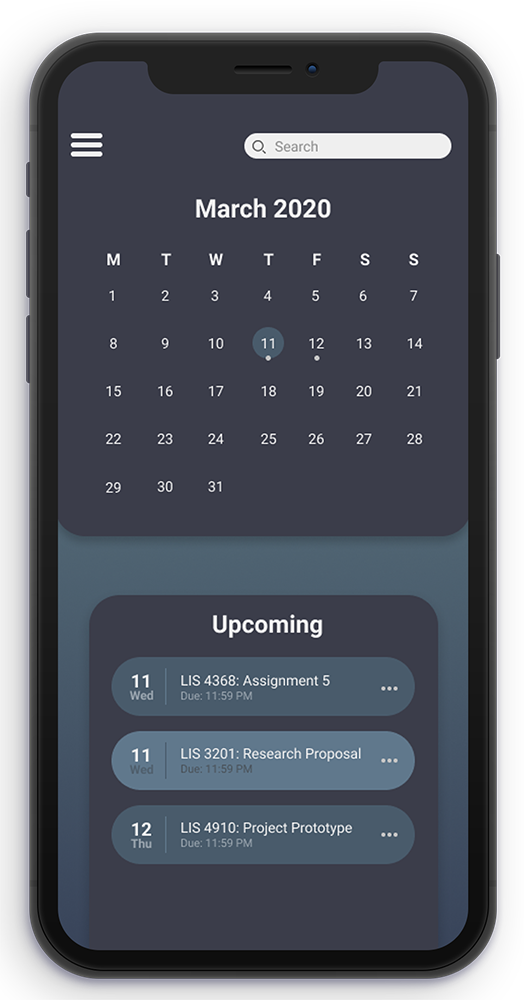 Search
March 2020
M T W T F S S
1 2 3 4 5 6 7
8 9 10 11 12 13 14
15 16 17 18 19 20 21
22 23 24 25 26 27 28
29 30 31
Upcoming
11 LIS 4368: Assignment 5
Wed Due: 11:59 PM
11 LIS 3201: Research Proposal
Wed Due: 11:59 PM
12 LIS 4910: Project Prototype
Thu Due: 11:59 PM